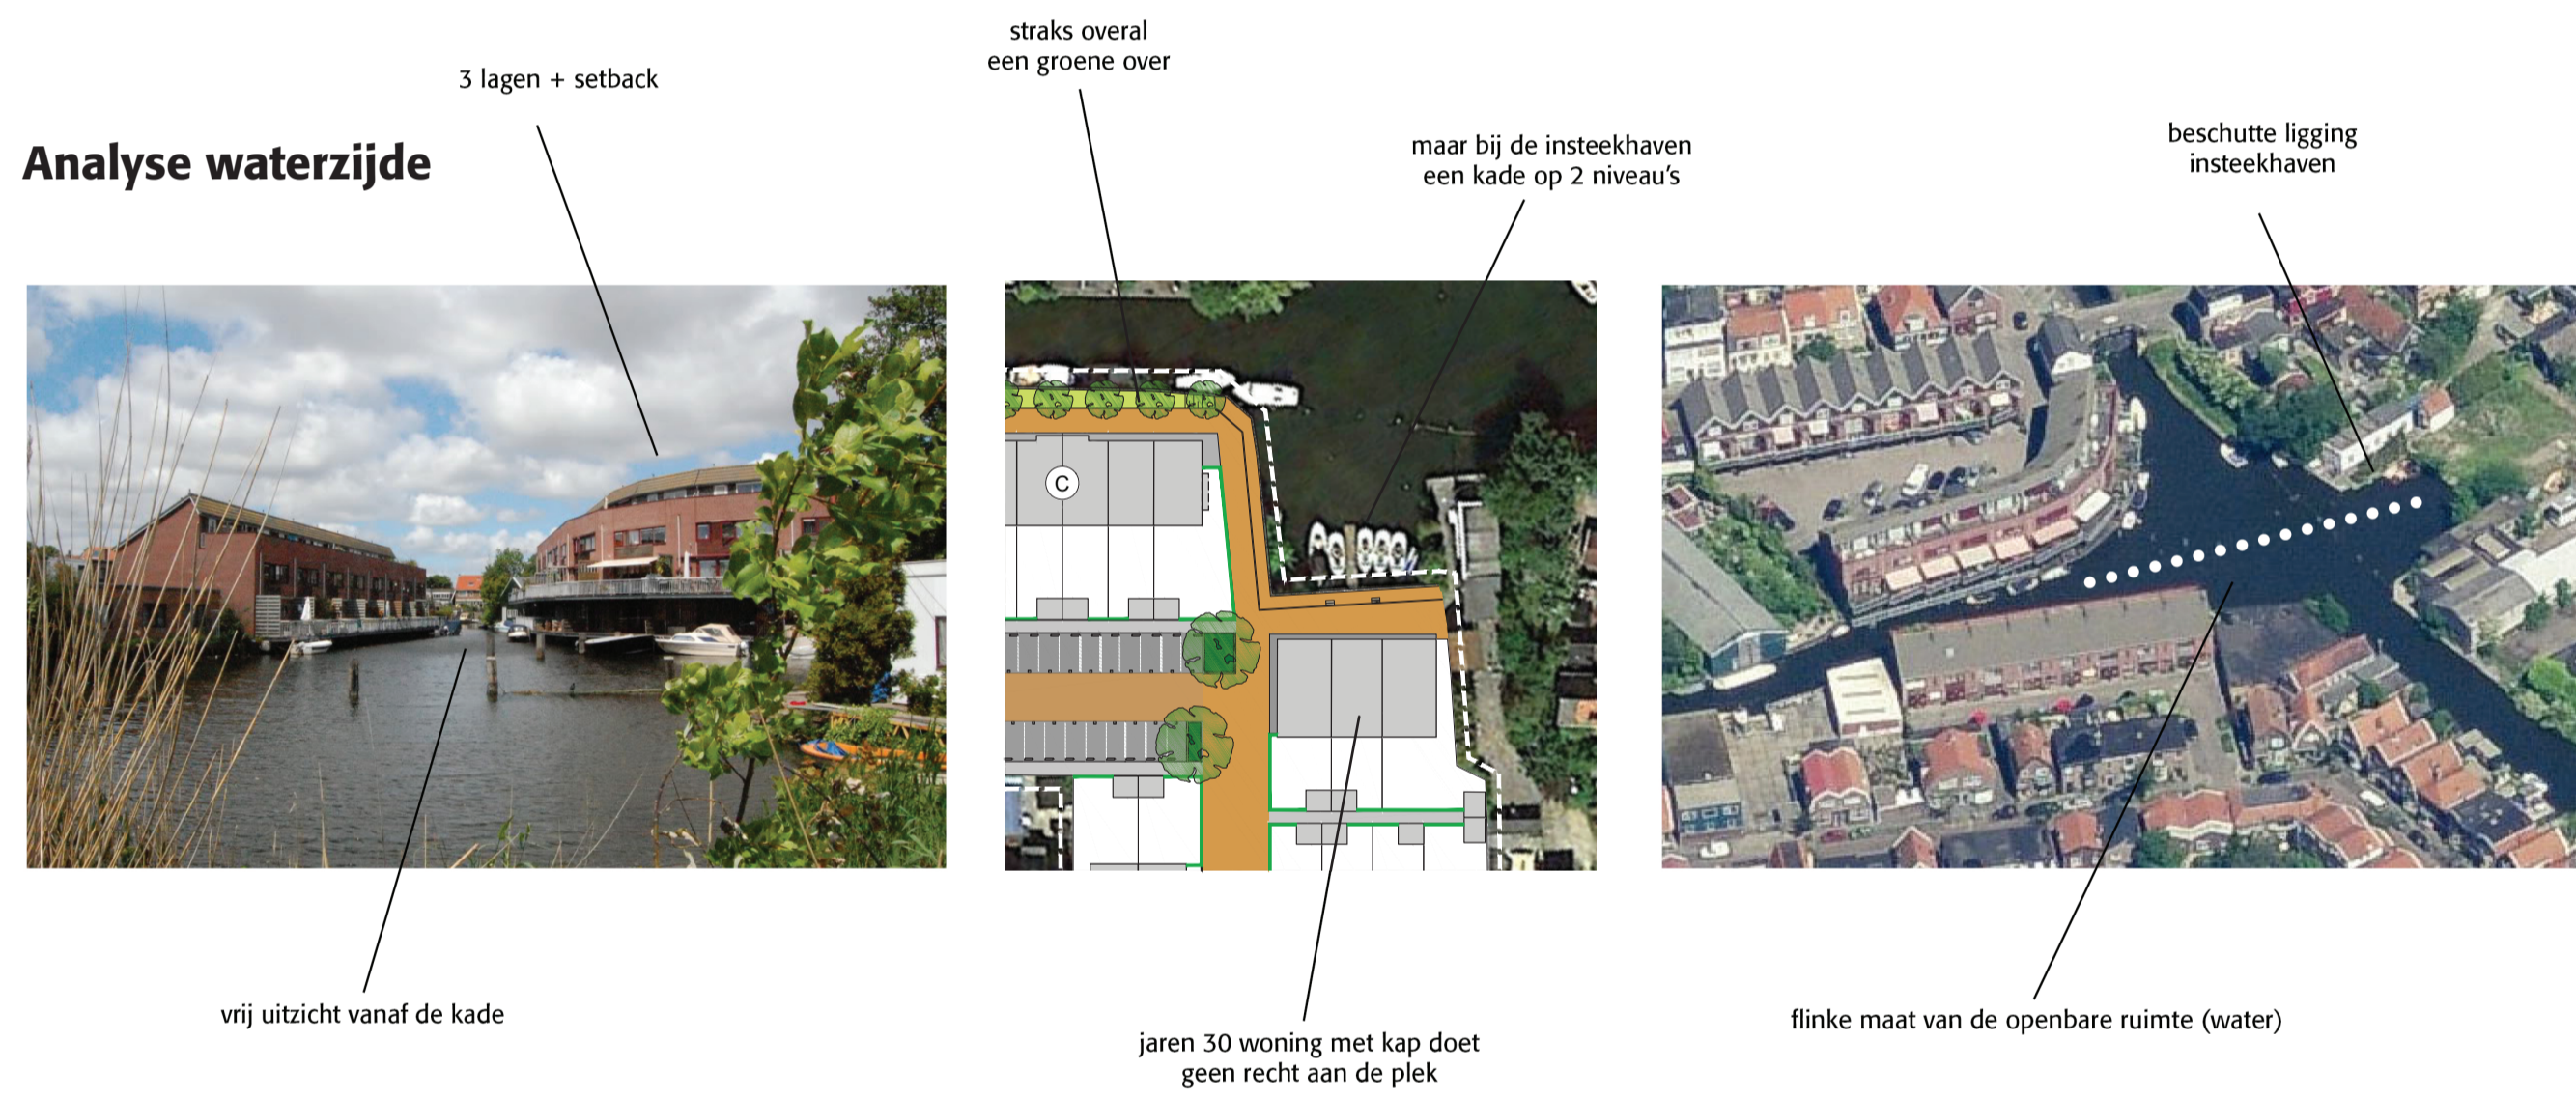 Analyse waterzijde
3 lagen + setback
vrij uitzicht vanaf de kade
straks overal
een groene over
maar bij de insteekhaven
een kade op 2 niveau's
C
jaren 30 woning met kap doet
geen recht aan de plek
beschutte ligging
insteekhaven
flinke maat van de openbare ruimte (water)